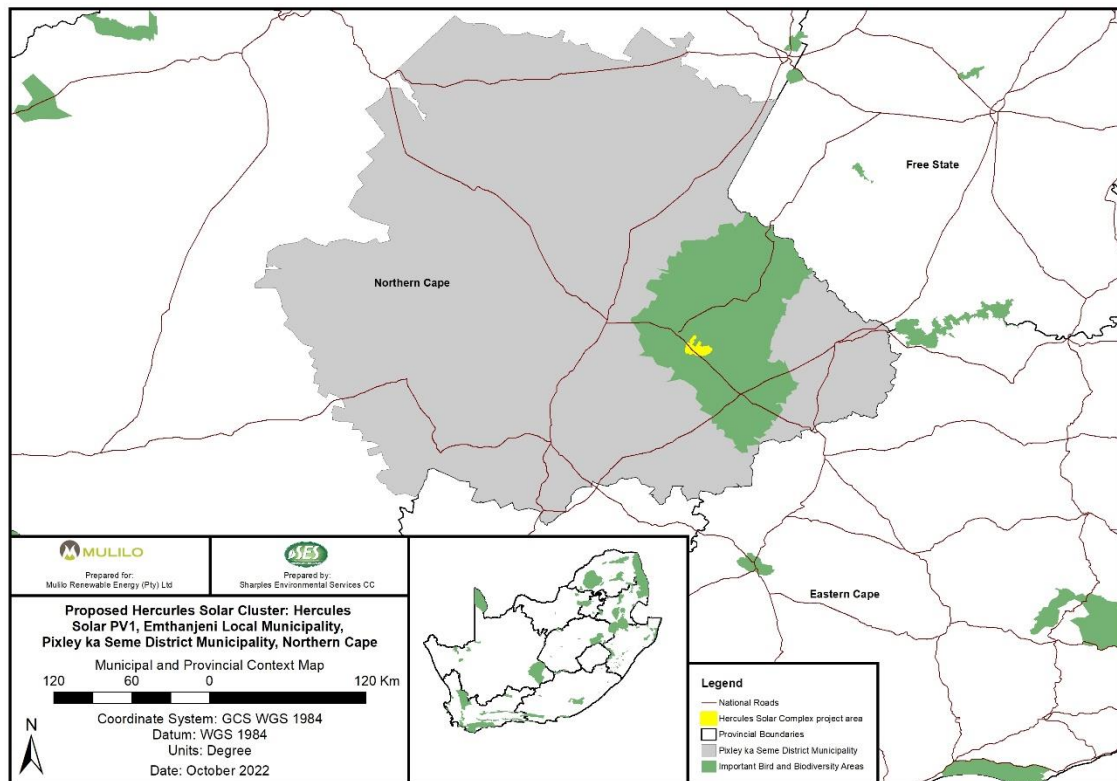 Free State
Northern Cape
Eastern Cape
MULILO
Prepared for:
Mulilo Renewable Energy (Pty) Ltd
SES
Prepared by:
Sharples Environmental Services CC
Proposed Hercurles Solar Cluster: Hercules
Solar PV1, Emthanjeni Local Municipality,
Pixley ka Seme District Municipality, Northern Cape
Municipal and Provincial Context Map
120 60 0 120 Km
N
Coordinate System: GCS WGS 1984
Datum: WGS 1984
Units: Degree
Date: October 2022
Legend
National Roads
Hercules Solar Complex project area
Provincial Boundaries
Pixley ka Seme District Municipality
Important Bird and Biodiversity Areas